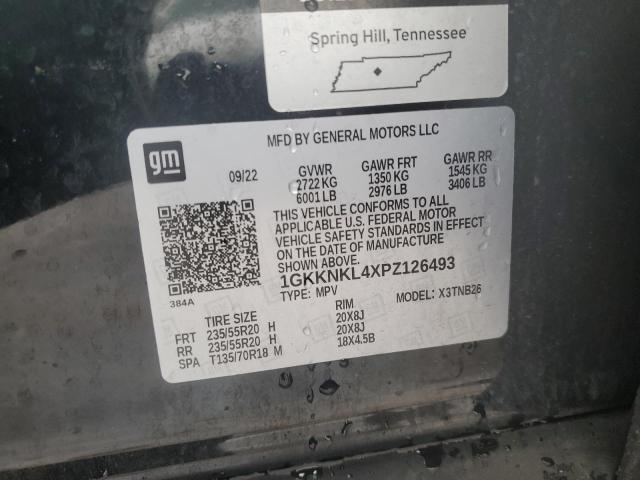 Spring Hill, Tennessee
MFD BY GENERAL MOTORS LLC
gm
09/22 GVWR GAWR FRT GAWR RR
2722 KG 1350 KG 1545 KG
6001 LB 2976 LB 3406 LB
THIS VEHICLE CONFORMS TO ALL
APPLICABLE U.S. FEDERAL MOTOR
VEHICLE SAFETY STANDARDS IN EFFECT
ON THE DATE OF MANUFACTURE
SHOWN ABOVE.
1GKKNKL4XPZ126493
384A
TYPE: MPV MODEL: X3TNB26
TIRE SIZE RIM
FRT 235/55R20 H 20X8J
RR 235/55R20 H 20X8J
SPA T135/70R18 M 18X4.5B